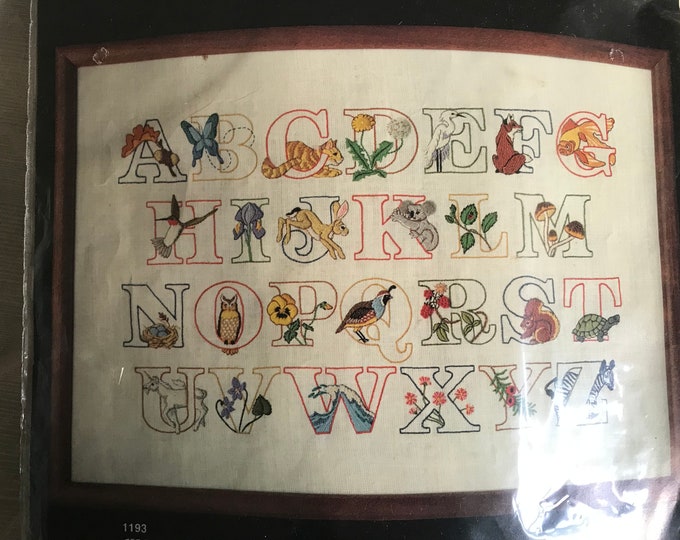 ABCDEFG
HIJKLM
NOPQRST
UVWXYZ
1193